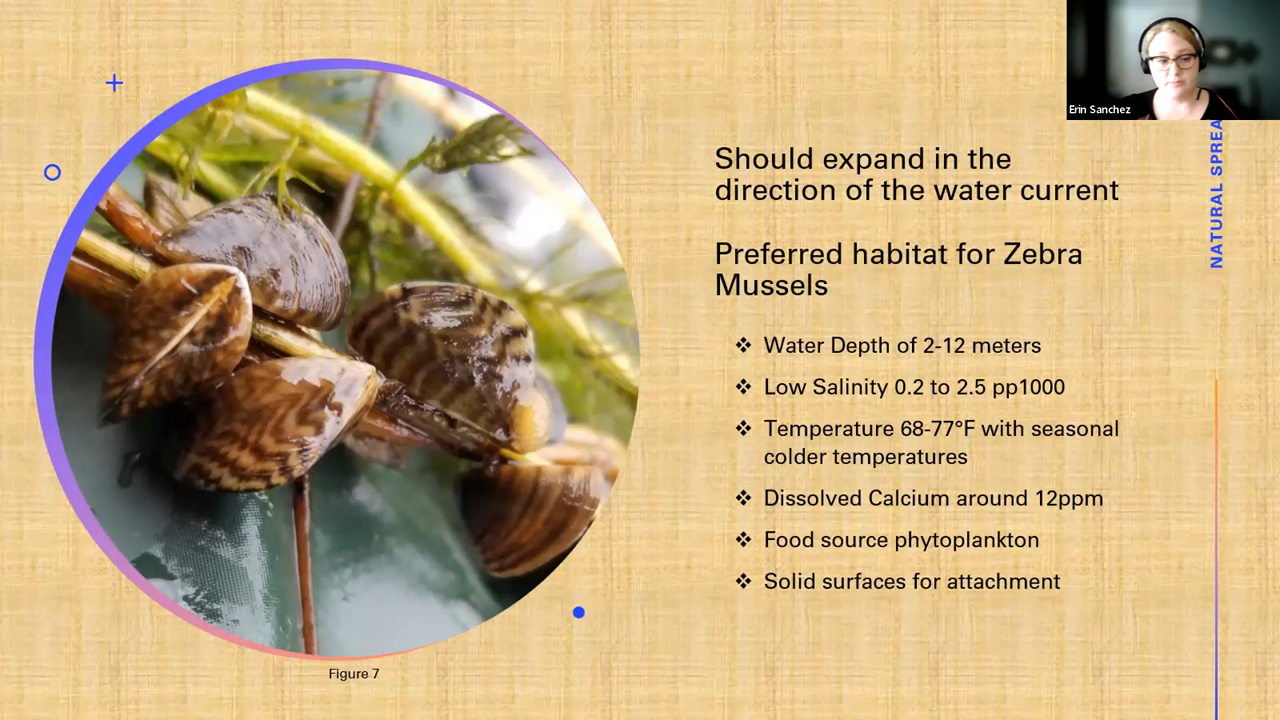 Erin Sanchez
NATURAL SPREA
Should expand in the
direction of the water current
Preferred habitat for Zebra
Mussels
❖ Water Depth of 2-12 meters
❖ Low Salinity 0.2 to 2.5 pp1000
❖ Temperature 68-77°F with seasonal
colder temperatures
❖ Dissolved Calcium around 12ppm
❖ Food source phytoplankton
❖ Solid surfaces for attachment
Figure 7